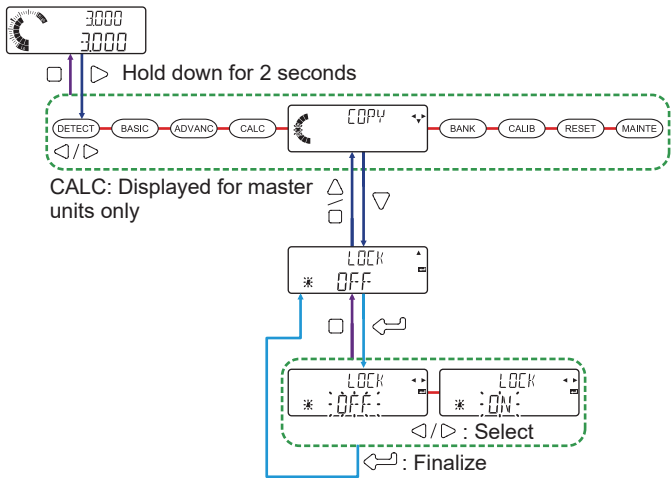 3.000
3.000
Hold down for 2 seconds
DETECT BASIC ADVANC CALC COPY BANK CALIB RESET MAINTE
/
CALC: Displayed for master
units only
LOCK
OFF
LOCK LOCK
OFF ON
/ : Select
: Finalize